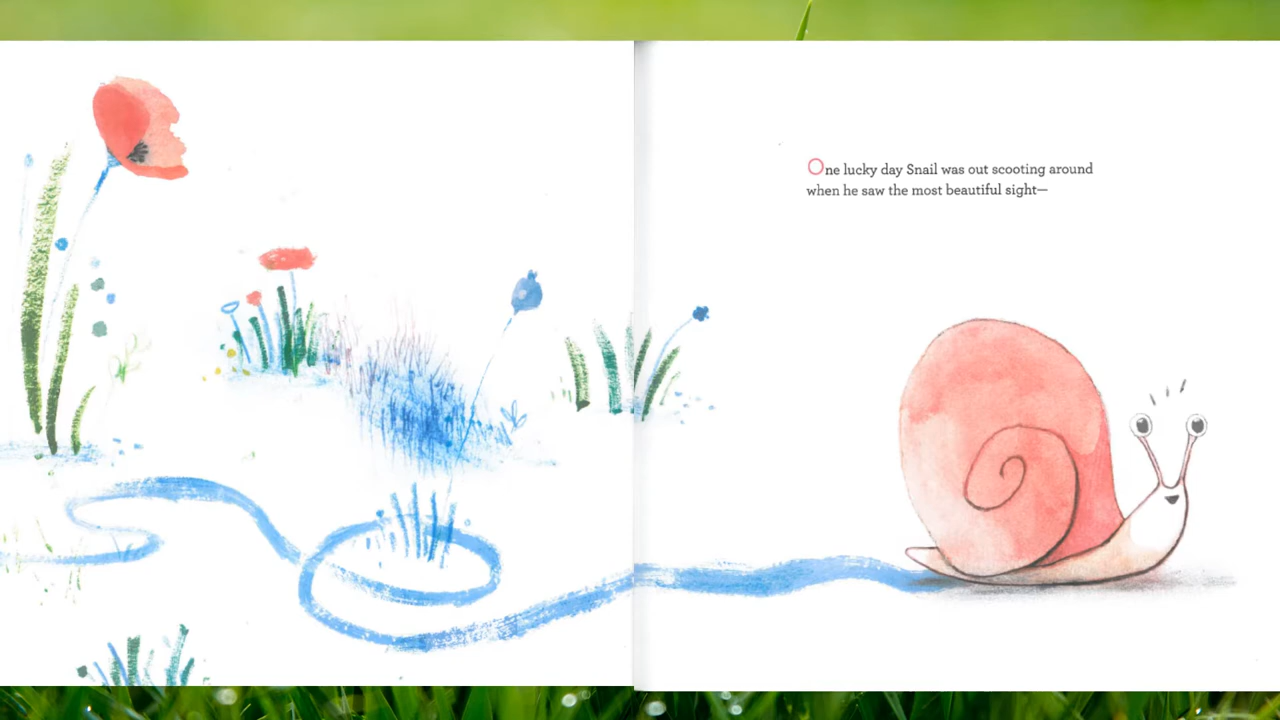 One lucky day Snail was out scooting around
when he saw the most beautiful sight—